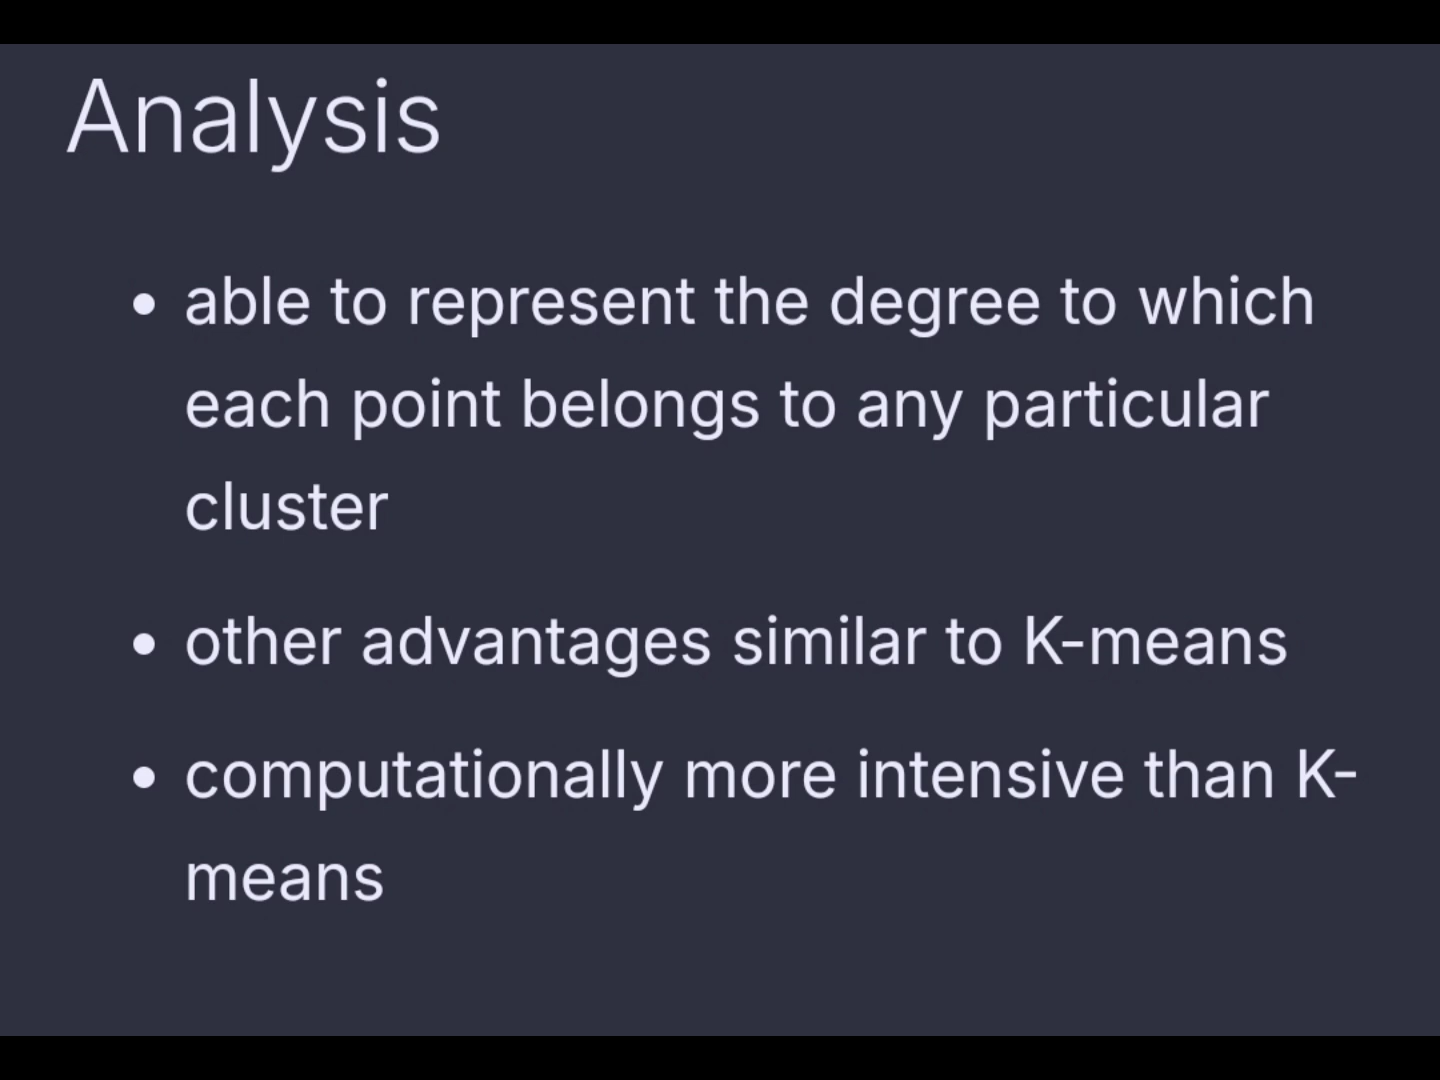 Analysis
• able to represent the degree to which
each point belongs to any particular
cluster
• other advantages similar to K-means
• computationally more intensive than K-
means